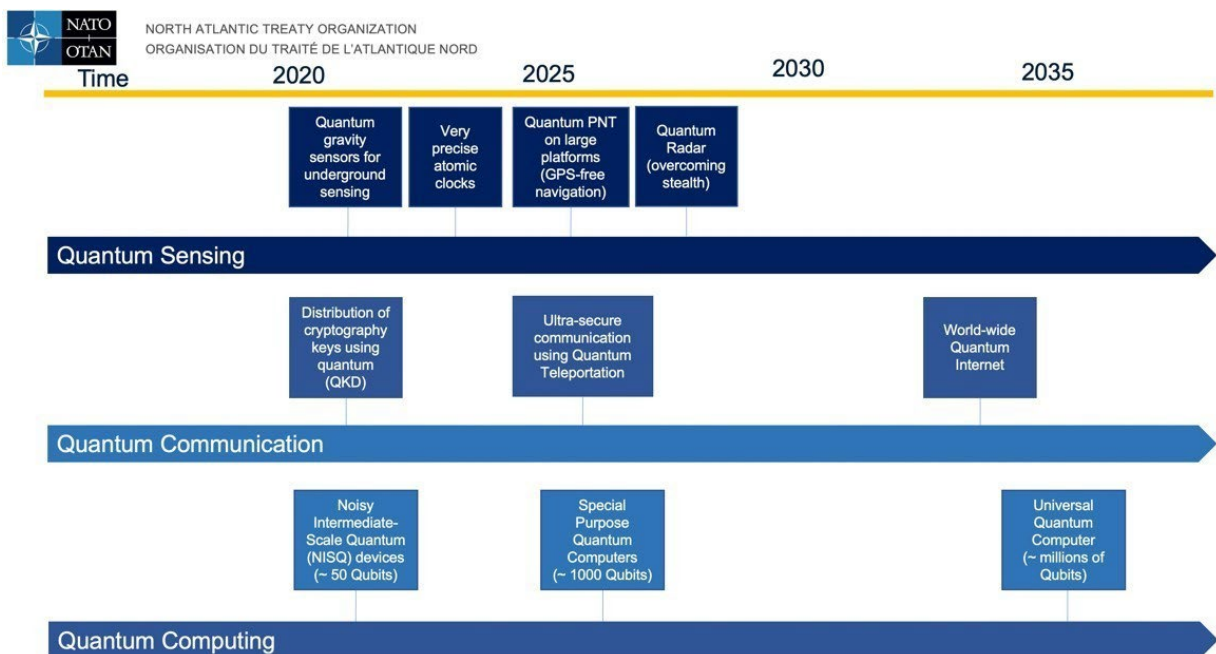 NATO
OTAN
NORTH ATLANTIC TREATY ORGANIZATION
ORGANISATION DU TRAITÉ DE L'ATLANTIQUE NORD
Time
2020
2025
2030
2035
Quantum
gravity
sensors for
underground
sensing
Very
precise
atomic
clocks
Quantum PNT
on large
platforms
(GPS-free
navigation)
Quantum
Radar
(overcoming
stealth)
Quantum Sensing
Distribution of
cryptography
keys using
quantum
(QKD)
Ultra-secure
communication
using Quantum
Teleportation
World-wide
Quantum
Internet
Quantum Communication
Noisy
Intermediate-
Scale Quantum
(NISQ) devices
(~ 50 Qubits)
Special
Purpose
Quantum
Computers
(~ 1000 Qubits)
Universal
Quantum
Computer
(~ millions of
Qubits)
Quantum Computing